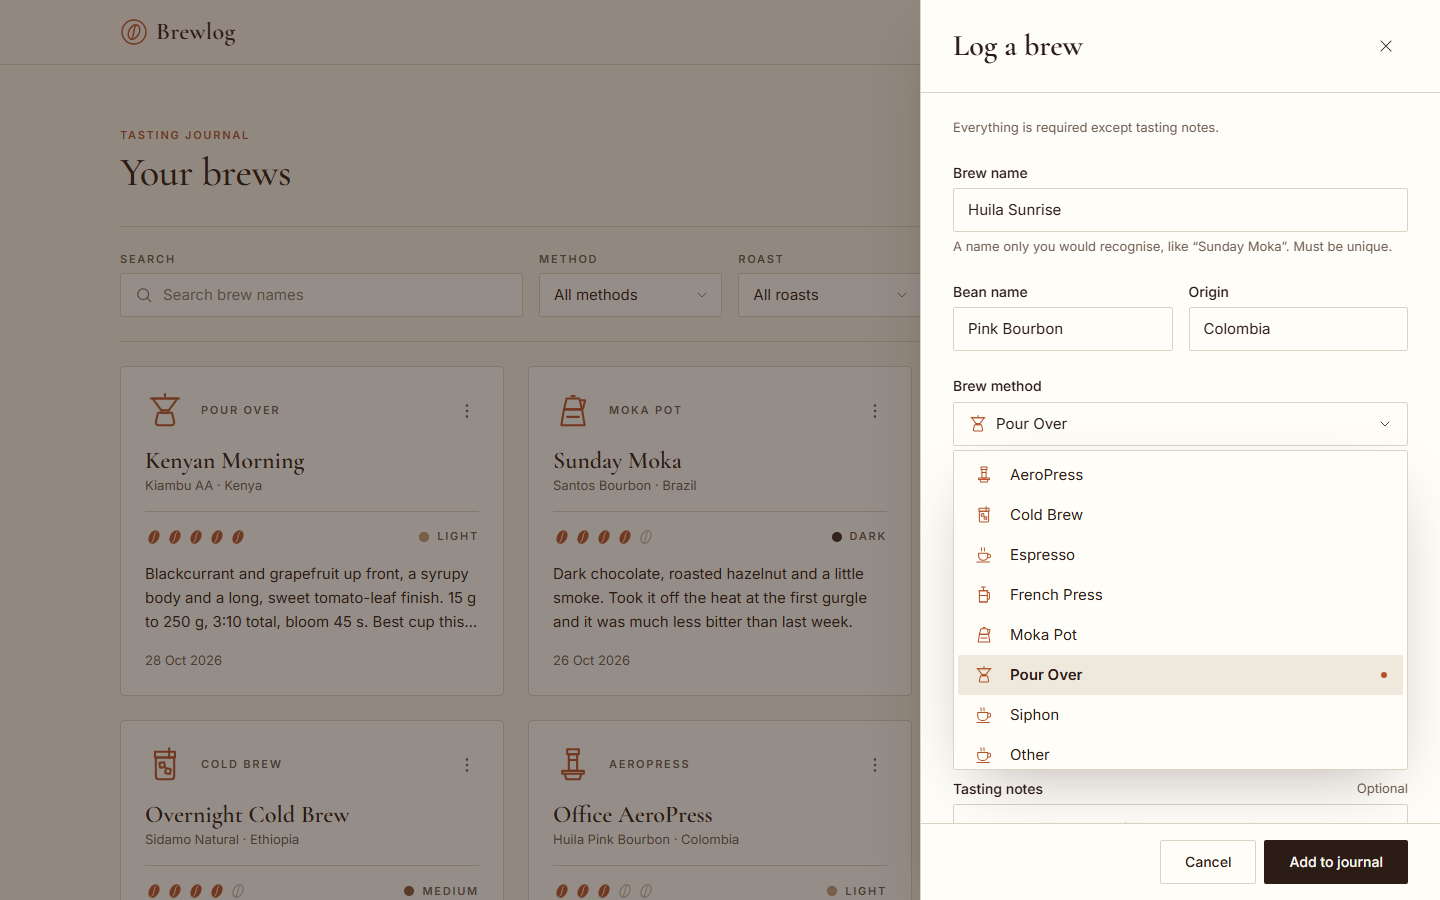 Brewlog
TASTING JOURNAL
Your brews
SEARCH
METHOD
ROAST
Search brew names
All methods
All roasts
POUR OVER
Kenyan Morning
Kiambu AA · Kenya
LIGHT
Blackcurrant and grapefruit up front, a syrupy
body and a long, sweet tomato-leaf finish. 15 g
to 250 g, 3:10 total, bloom 45 s. Best cup this…
28 Oct 2026
MOKA POT
Sunday Moka
Santos Bourbon · Brazil
DARK
Dark chocolate, roasted hazelnut and a little
smoke. Took it off the heat at the first gurgle
and it was much less bitter than last week.
26 Oct 2026
COLD BREW
Overnight Cold Brew
Sidamo Natural · Ethiopia
MEDIUM
AEROPRESS
Office AeroPress
Huila Pink Bourbon · Colombia
LIGHT
Log a brew
Everything is required except tasting notes.
Brew name
Huila Sunrise
A name only you would recognise, like “Sunday Moka”. Must be unique.
Bean name
Origin
Pink Bourbon
Colombia
Brew method
Pour Over
AeroPress
Cold Brew
Espresso
French Press
Moka Pot
Pour Over
Siphon
Other
Tasting notes
Optional
Cancel
Add to journal